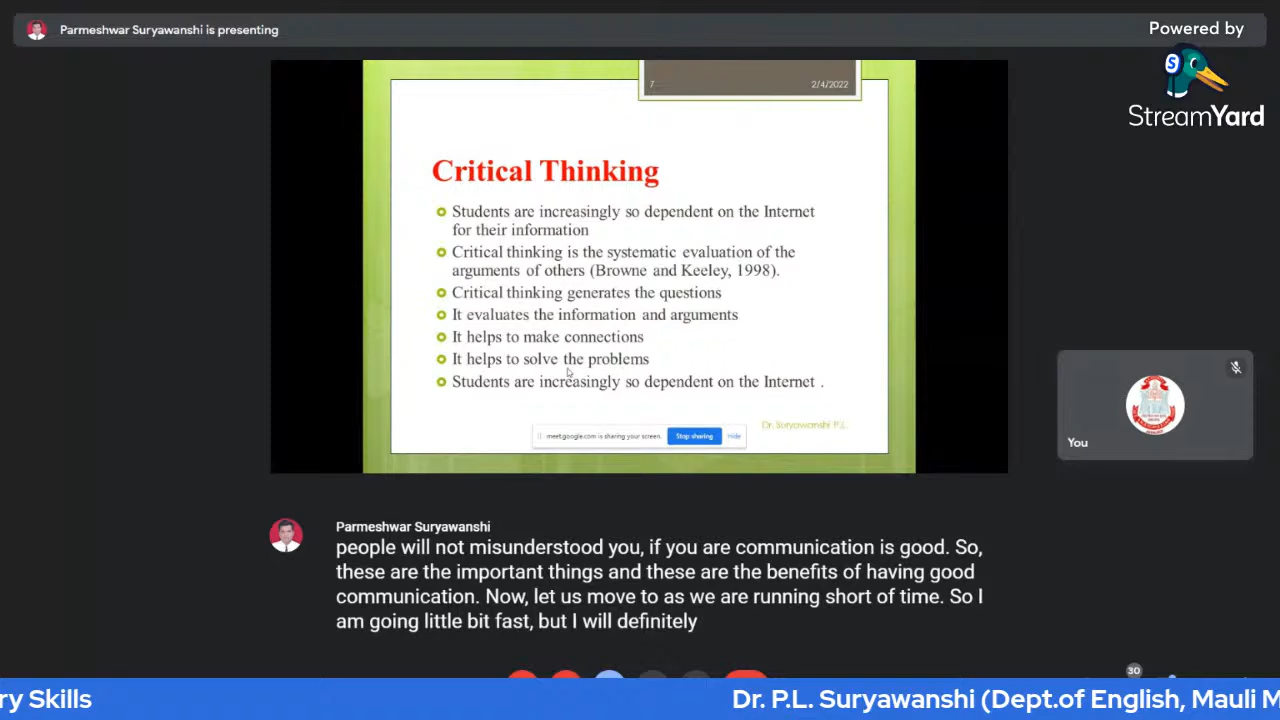 Parmeshwar Suryawanshi is presenting
Powered by
StreamYard
7
2/4/2022
Critical Thinking
Students are increasingly so dependent on the Internet
for their information
Critical thinking is the systematic evaluation of the
arguments of others (Browne and Keeley, 1998).
Critical thinking generates the questions
It evaluates the information and arguments
It helps to make connections
It helps to solve the problems
Students are increasingly so dependent on the Internet .
Dr. Suryawanshi P.L.
meet.google.com is sharing your screen.
Stop sharing
Hide
You
Parmeshwar Suryawanshi
people will not misunderstood you, if you are communication is good. So,
these are the important things and these are the benefits of having good
communication. Now, let us move to as we are running short of time. So I
am going little bit fast, but I will definitely
30
ry Skills
Dr. P.L. Suryawanshi (Dept.of English, Mauli M